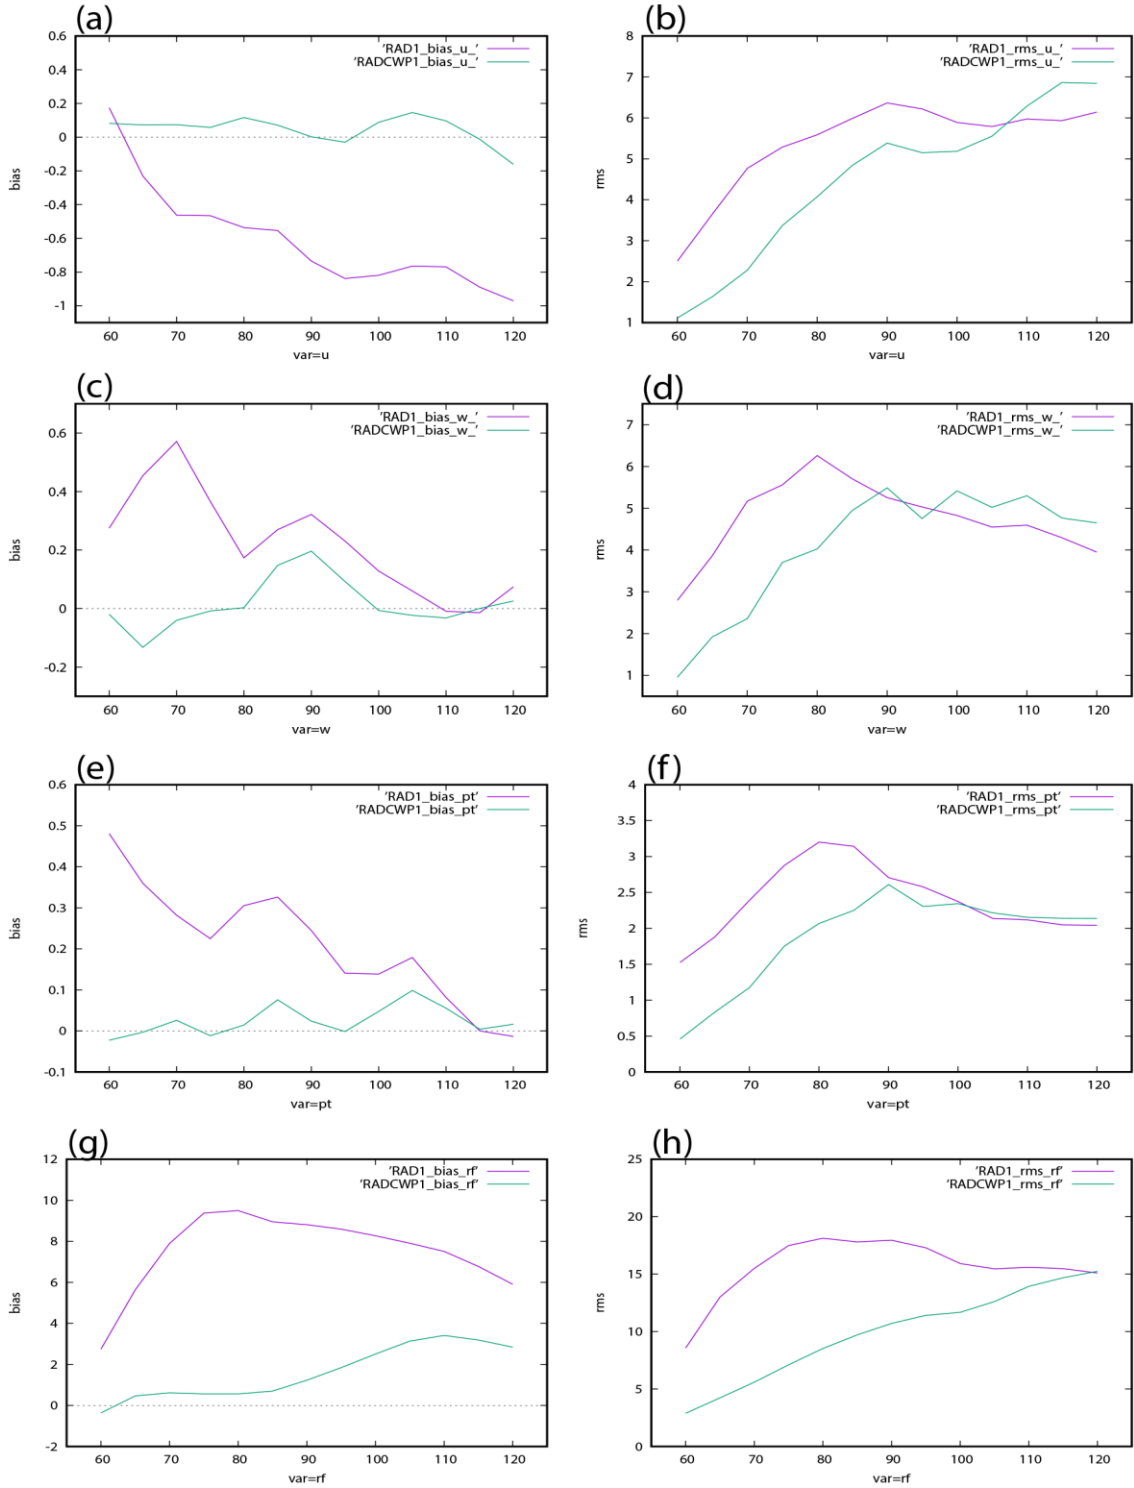 (a)
'RAD1_bias_u_'
'RADCWP1_bias_u_'
0.6
0.4
0.2
0
-0.2
-0.4
-0.6
-0.8
-1
bias
60 70 80 90 100 110 120
var=u
(b)
'RAD1_rms_u_'
'RADCWP1_rms_u_'
8
7
6
5
4
3
2
1
rms
60 70 80 90 100 110 120
var=u
(c)
'RAD1_bias_w_'
'RADCWP1_bias_w_'
0.6
0.4
0.2
0
-0.2
bias
60 70 80 90 100 110 120
var=w
(d)
'RAD1_rms_w_'
'RADCWP1_rms_w_'
7
6
5
4
3
2
1
rms
60 70 80 90 100 110 120
var=w
(e)
'RAD1_bias_pt'
'RADCWP1_bias_pt'
0.6
0.5
0.4
0.3
0.2
0.1
0
-0.1
bias
60 70 80 90 100 110 120
var=pt
(f)
'RAD1_rms_pt'
'RADCWP1_rms_pt'
4
3.5
3
2.5
2
1.5
1
0.5
0
rms
60 70 80 90 100 110 120
var=pt
(g)
'RAD1_bias_rf'
'RADCWP1_bias_rf'
12
10
8
6
4
2
0
-2
bias
60 70 80 90 100 110 120
var=rf
(h)
'RAD1_rms_rf'
'RADCWP1_rms_rf'
25
20
15
10
5
0
rms
60 70 80 90 100 110 120
var=rf